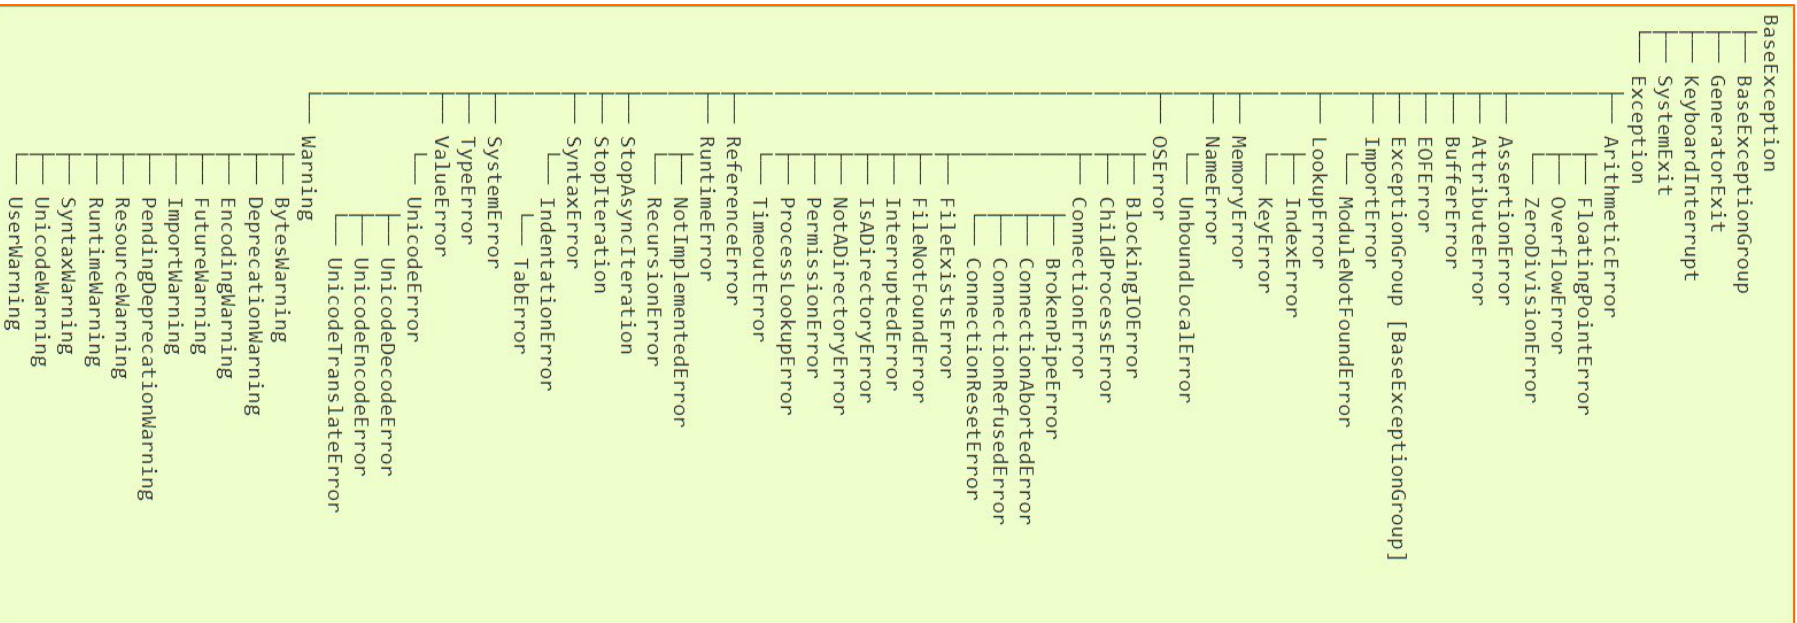 BaseException
BaseExceptionGroup
GeneratorExit
KeyboardInterrupt
SystemExit
Exception
ArithmeticError
FloatingPointError
OverflowError
ZeroDivisionError
AssertionError
AttributeError
BufferError
EOFError
ExceptionGroup [BaseExceptionGroup]
ImportError
ModuleNotFoundError
LookupError
IndexError
KeyError
MemoryError
NameError
UnboundLocalError
OSError
BlockingIOError
ChildProcessError
ConnectionError
BrokenPipeError
ConnectionAbortedError
ConnectionRefusedError
ConnectionResetError
FileExistsError
FileNotFoundError
InterruptedError
IsADirectoryError
NotADirectoryError
PermissionError
ProcessLookupError
TimeoutError
ReferenceError
RuntimeError
NotImplementedError
RecursionError
StopAsyncIteration
StopIteration
SyntaxError
IndentationError
TabError
SystemError
TypeError
ValueError
UnicodeError
UnicodeDecodeError
UnicodeEncodeError
UnicodeTranslateError
Warning
BytesWarning
DeprecationWarning
EncodingWarning
FutureWarning
ImportWarning
PendingDeprecationWarning
ResourceWarning
RuntimeWarning
SyntaxWarning
UnicodeWarning
UserWarning